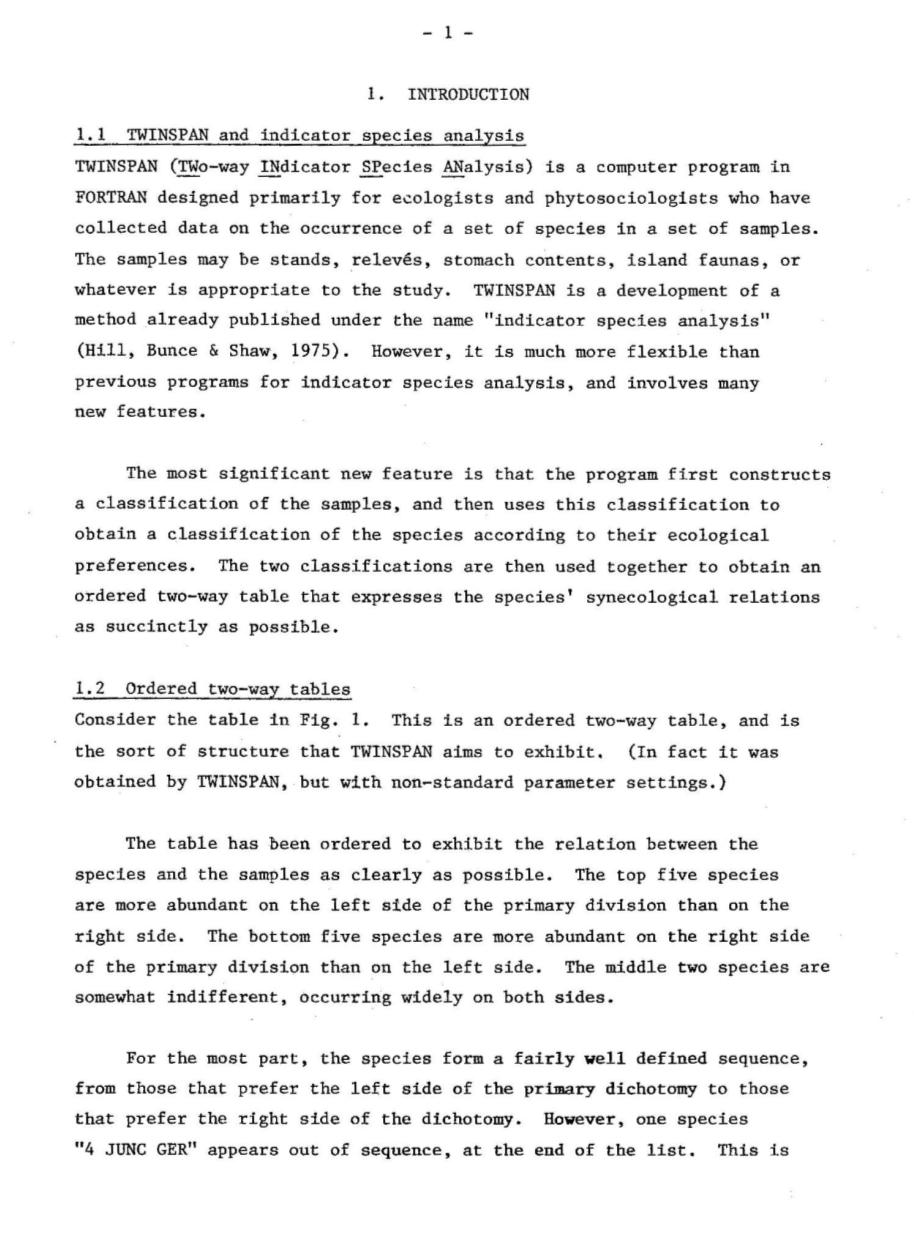 - 1 -
1. INTRODUCTION
1.1 TWINSPAN and indicator species analysis
TWINSPAN (TWo-way INdicator SPecies ANalysis) is a computer program in
FORTRAN designed primarily for ecologists and phytosociologists who have
collected data on the occurrence of a set of species in a set of samples.
The samples may be stands, relevés, stomach contents, island faunas, or
whatever is appropriate to the study. TWINSPAN is a development of a
method already published under the name "indicator species analysis"
(Hill, Bunce & Shaw, 1975). However, it is much more flexible than
previous programs for indicator species analysis, and involves many
new features.
The most significant new feature is that the program first constructs
a classification of the samples, and then uses this classification to
obtain a classification of the species according to their ecological
preferences. The two classifications are then used together to obtain an
ordered two-way table that expresses the species' synecological relations
as succinctly as possible.
1.2 Ordered two-way tables
Consider the table in Fig. 1. This is an ordered two-way table, and is
the sort of structure that TWINSPAN aims to exhibit. (In fact it was
obtained by TWINSPAN, but with non-standard parameter settings.)
The table has been ordered to exhibit the relation between the
species and the samples as clearly as possible. The top five species
are more abundant on the left side of the primary division than on the
right side. The bottom five species are more abundant on the right side
of the primary division than on the left side. The middle two species are
somewhat indifferent, occurring widely on both sides.
For the most part, the species form a fairly well defined sequence,
from those that prefer the left side of the primary dichotomy to those
that prefer the right side of the dichotomy. However, one species
"4 JUNC GER" appears out of sequence, at the end of the list. This is